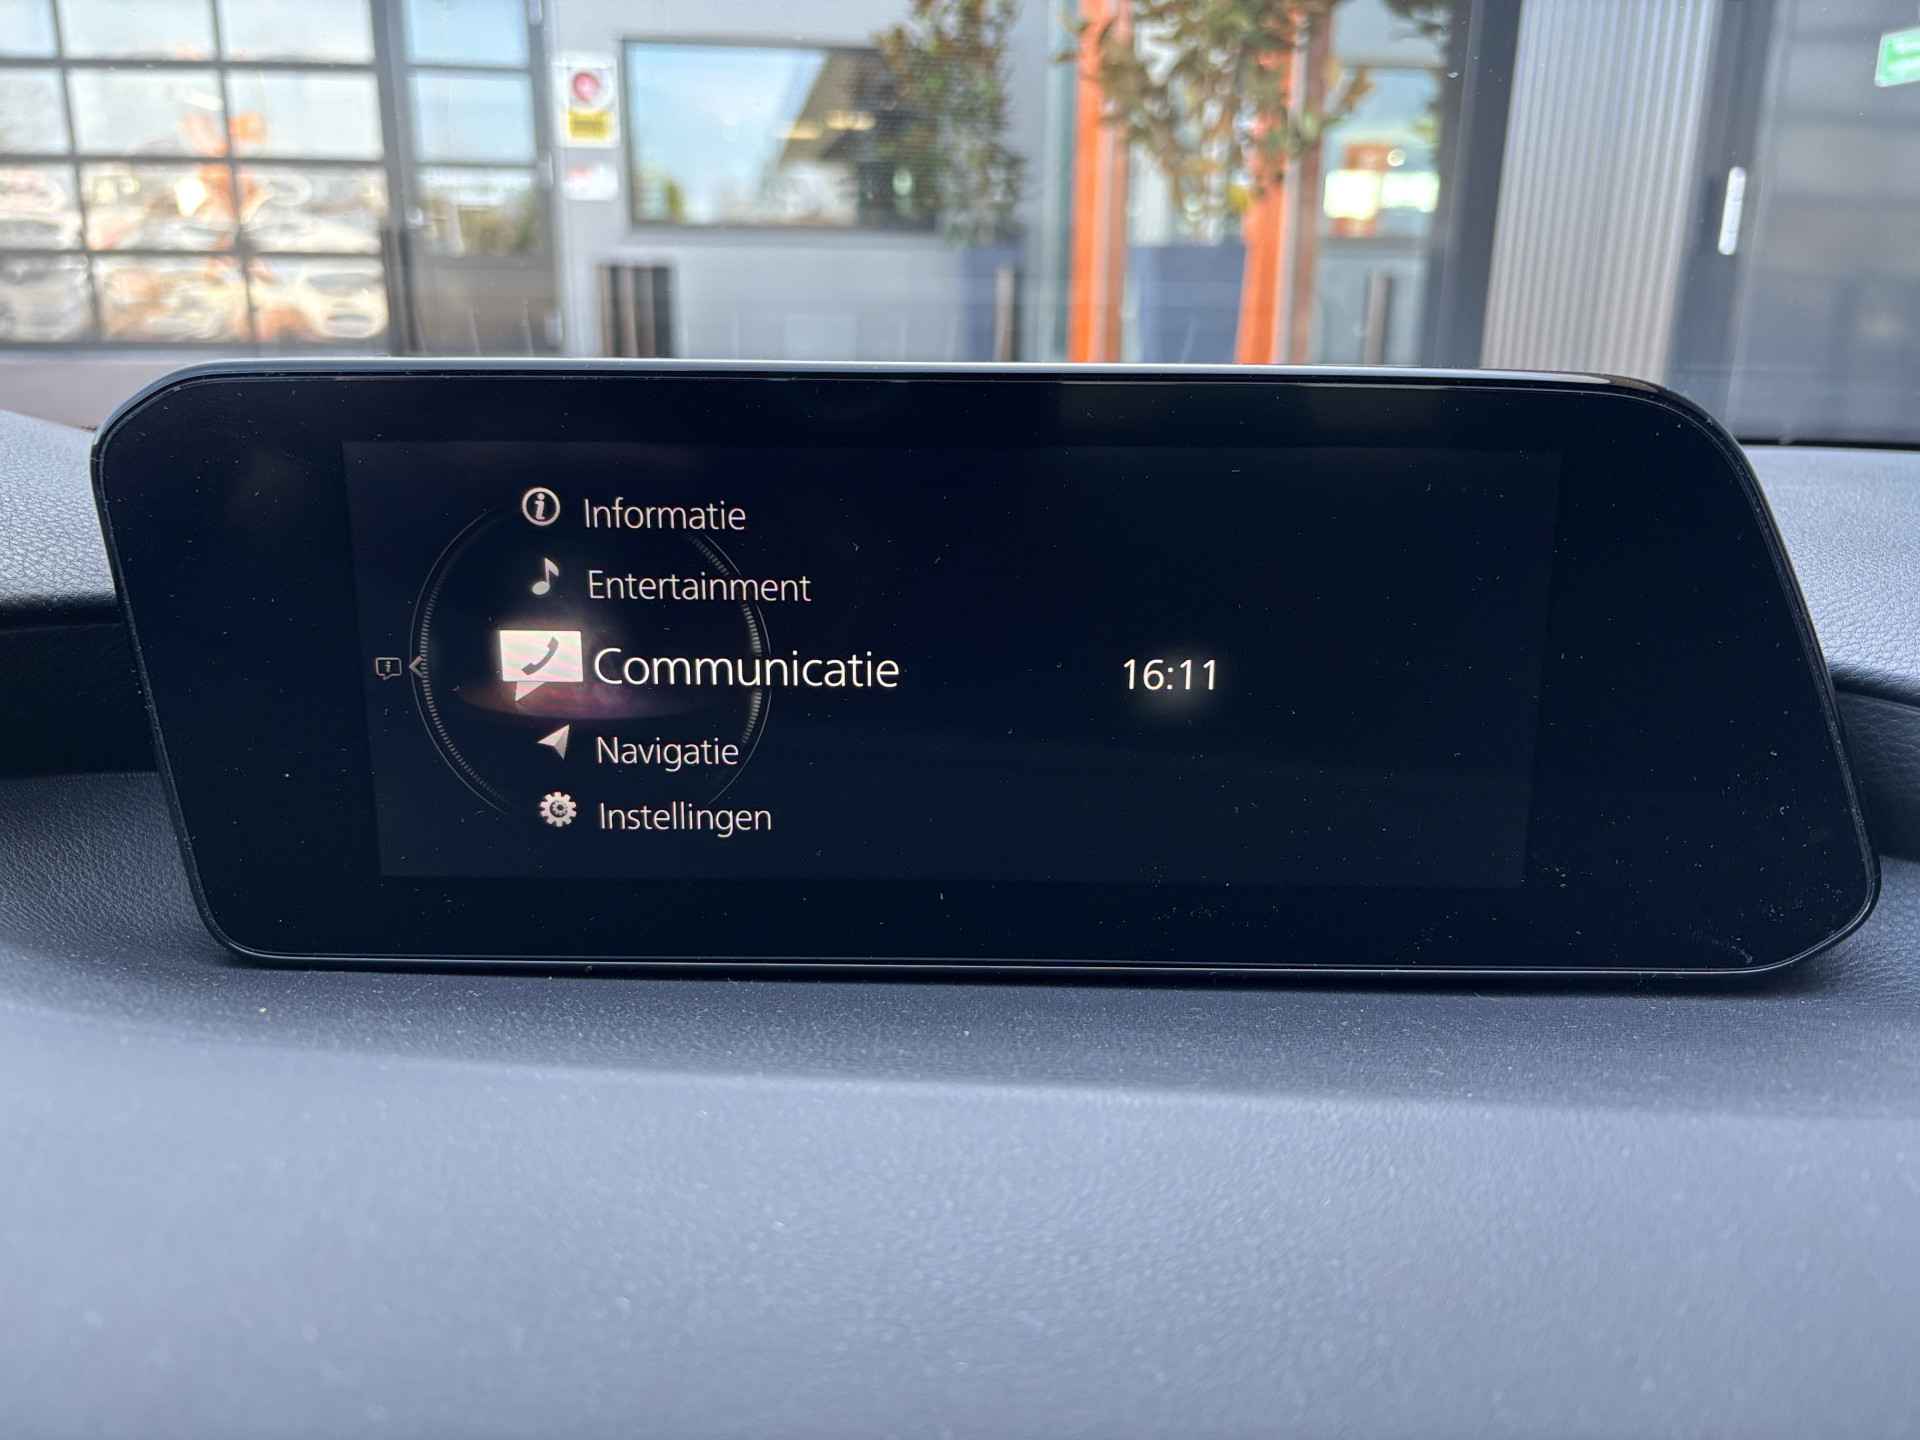 Informatie
Entertainment
Communicatie
16:11
Navigatie
Instellingen